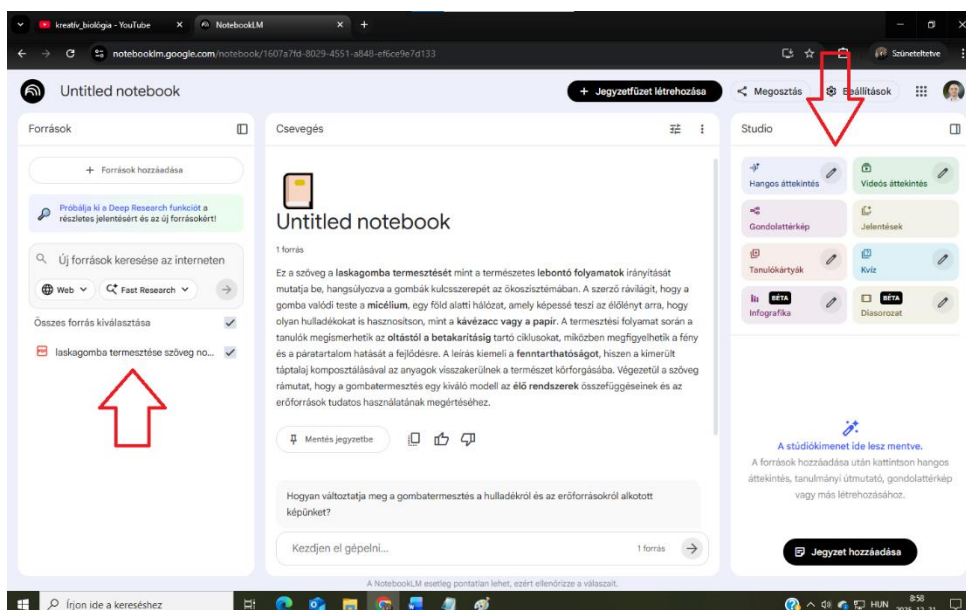 kreatív_biológia - YouTube
NotebookLM
notebooklm.google.com/notebook/1607a7fd-8029-4551-a848-ef6ce9e7d133
Szüneteltetve
Untitled notebook
+ Jegyzetfüzet létrehozása
Megosztás
Beállítások
Források
+ Források hozzáadása
Próbálja ki a Deep Research funkciót a
részletes jelentésért és az új forrásokért!
Új források keresése az interneten
Web
Fast Research
Összes forrás kiválasztása
PDF
laskagomba termesztése szöveg no...
Csevegés
Untitled notebook
1 forrás
Ez a szöveg a laskagomba termesztését mint a természetes lebontó folyamatok irányítását
mutatja be, hangsúlyozva a gombák kulcsszerepét az ökoszisztémában. A szerző rávilágít, hogy a
gomba valódi teste a micélium, egy föld alatti hálózat, amely képessé teszi az élőlényt arra, hogy
olyan hulladékokat is hasznosítson, mint a kávézacc vagy a papír. A termesztési folyamat során a
tanulók megismerhetik az oltástól a betakarításig tartó ciklusokat, miközben megfigyelhetik a fény
és a páratartalom hatását a fejlődésre. A leírás kiemeli a fenntarthatóságot, hiszen a kimerült
táptalaj komposztálásával az anyagok visszakerülnek a természet körforgásába. Végezetül a szöveg
rámutat, hogy a gombatermesztés egy kiváló modell az élő rendszerek összefüggéseinek és az
erőforrások tudatos használatának megértéséhez.
Mentés jegyzetbe
Hogyan változtatja meg a gombatermesztés a hulladékról és az erőforrásokról alkotott
képünket?
Kezdjen el gépelni...
1 forrás
A NotebookLM esetleg pontatlan lehet, ezért ellenőrizze a válaszait.
Studio
Hangos áttekintés
Videós áttekintés
Gondolattérkép
Jelentések
Tanulókártyák
Kvíz
BÉTA
Infografika
BÉTA
Diasorozat
A stúdiókimenet ide lesz mentve.
A források hozzáadása után kattintson hangos
áttekintés, tanulmányi útmutató, gondolattérkép
vagy más létrehozásához.
Jegyzet hozzáadása
Írjon ide a kereséshez
HUN
8:58